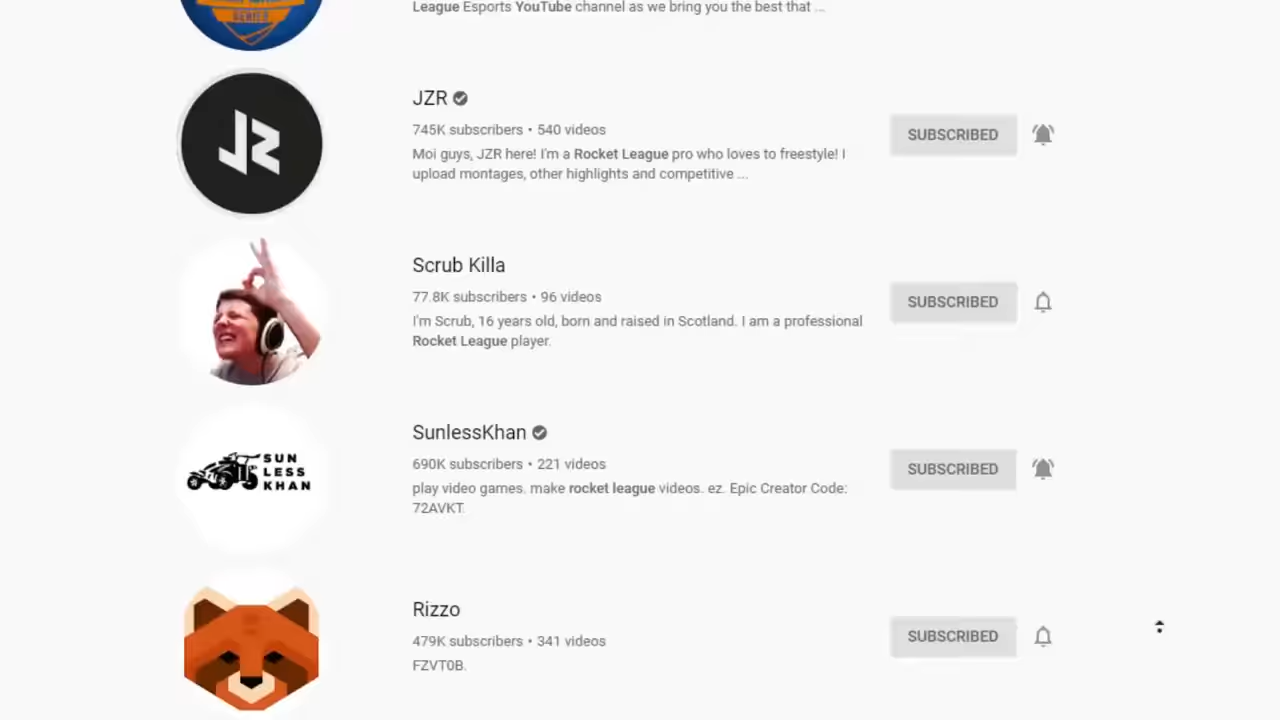 League Esports YouTube channel as we bring you the best that ...
SERIES
JZ
JZR
745K subscribers • 540 videos
SUBSCRIBED
Moi guys, JZR here! I'm a Rocket League pro who loves to freestyle! I
upload montages, other highlights and competitive ...
Scrub Killa
77.8K subscribers • 96 videos
SUBSCRIBED
I'm Scrub, 16 years old, born and raised in Scotland. I am a professional
Rocket League player.
SunlessKhan
SUN
LESS
KHAN
690K subscribers • 221 videos
SUBSCRIBED
play video games. make rocket league videos. ez. Epic Creator Code:
72AVKT.
Rizzo
479K subscribers • 341 videos
SUBSCRIBED
FZVT0B.